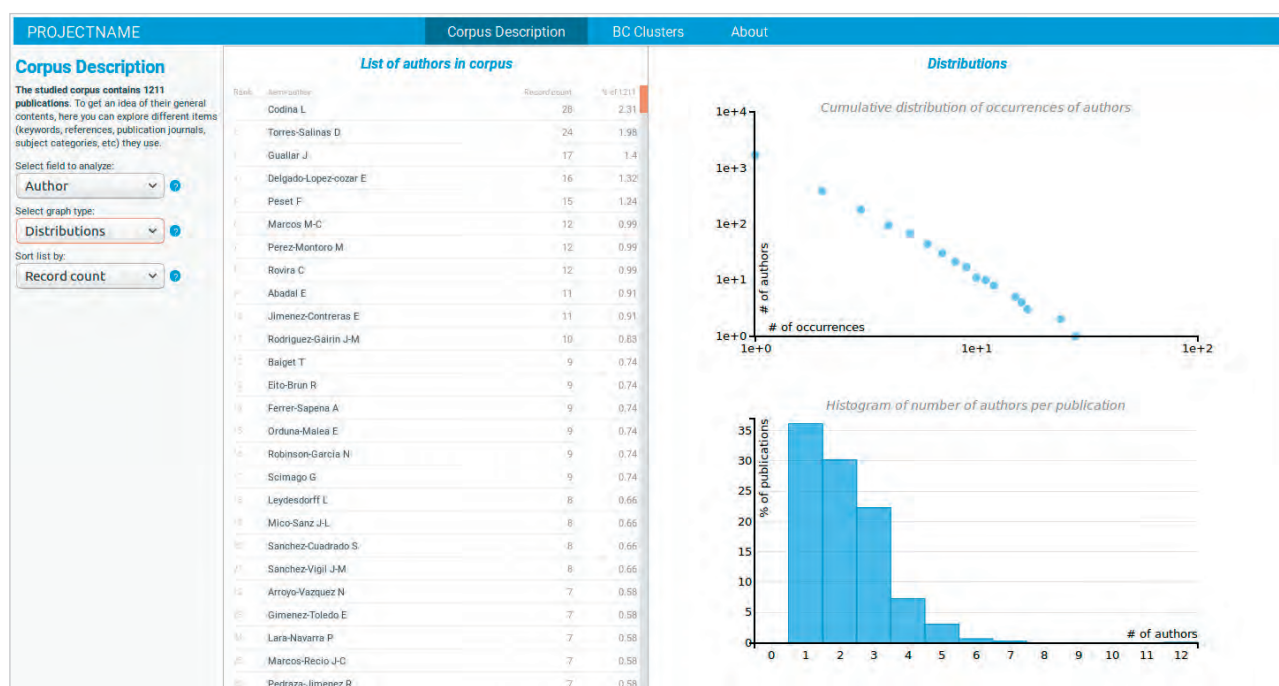 PROJECTNAME
Corpus Description
BC Clusters
About
Corpus Description
The studied corpus contains 1211
publications. To get an idea of their general
contents, here you can explore different items
(keywords, references, publication journals,
subject categories, etc) they use.
Select field to analyze:
Author
Select graph type:
Distributions
Sort list by:
Record count
List of authors in corpus
Rank Item=author Record count % of 1211
Codina L 28 2.31
Torres-Salinas D 24 1.98
Guallar J 17 1.4
Delgado-Lopez-cozar E 16 1.32
Peset F 15 1.24
Marcos M-C 12 0.99
Perez-Montoro M 12 0.99
Rovira C 12 0.99
Abadal E 11 0.91
Jimenez-Contreras E 11 0.91
Rodriguez-Gairin J-M 10 0.83
Baiget T 9 0.74
Eito-Brun R 9 0.74
Ferrer-Sapena A 9 0.74
Orduna-Malea E 9 0.74
Robinson-Garcia N 9 0.74
Scimago G 9 0.74
Leydesdorff L 8 0.66
Mico-Sanz J-L 8 0.66
Sanchez-Cuadrado S 8 0.66
Sanchez-Vigil J-M 8 0.66
Arroyo-Vazquez N 7 0.58
Gimenez-Toledo E 7 0.58
Lara-Navarra P 7 0.58
Marcos-Recio J-C 7 0.58
Pedraza-Jimenez R 7 0.58
Distributions
Cumulative distribution of occurrences of authors
1e+4
1e+3
1e+2
1e+1
1e+0
# of authors
# of occurrences
1e+0 1e+1 1e+2
Histogram of number of authors per publication
35
30
25
20
15
10
5
0
% of publications
# of authors
0 1 2 3 4 5 6 7 8 9 10 11 12